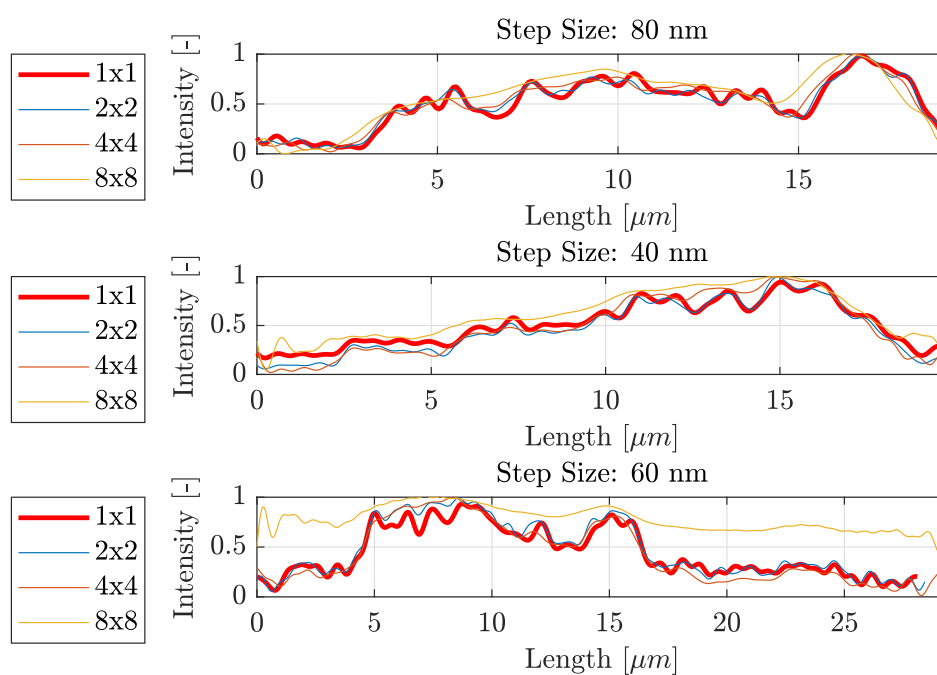 Step Size: 80 nm
1x1
2x2
4x4
8x8
Intensity [-]
1
0.5
0
0 5 10 15
Length [μm]
Step Size: 40 nm
1x1
2x2
4x4
8x8
Intensity [-]
1
0.5
0
0 5 10 15
Length [μm]
Step Size: 60 nm
1x1
2x2
4x4
8x8
Intensity [-]
1
0.5
0
0 5 10 15 20 25
Length [μm]